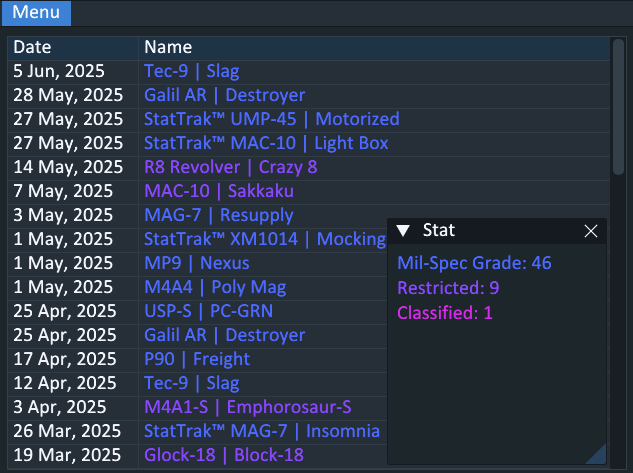 Menu
Date Name
5 Jun, 2025 Tec-9 | Slag
28 May, 2025 Galil AR | Destroyer
27 May, 2025 StatTrak™ UMP-45 | Motorized
27 May, 2025 StatTrak™ MAC-10 | Light Box
14 May, 2025 R8 Revolver | Crazy 8
7 May, 2025 MAC-10 | Sakkaku
3 May, 2025 MAG-7 | Resupply
1 May, 2025 StatTrak™ XM1014 | Mocking
1 May, 2025 MP9 | Nexus
1 May, 2025 M4A4 | Poly Mag
25 Apr, 2025 USP-S | PC-GRN
25 Apr, 2025 Galil AR | Destroyer
17 Apr, 2025 P90 | Freight
12 Apr, 2025 Tec-9 | Slag
3 Apr, 2025 M4A1-S | Emphorosaur-S
26 Mar, 2025 StatTrak™ MAG-7 | Insomnia
19 Mar, 2025 Glock-18 | Block-18
Stat
Mil-Spec Grade: 46
Restricted: 9
Classified: 1